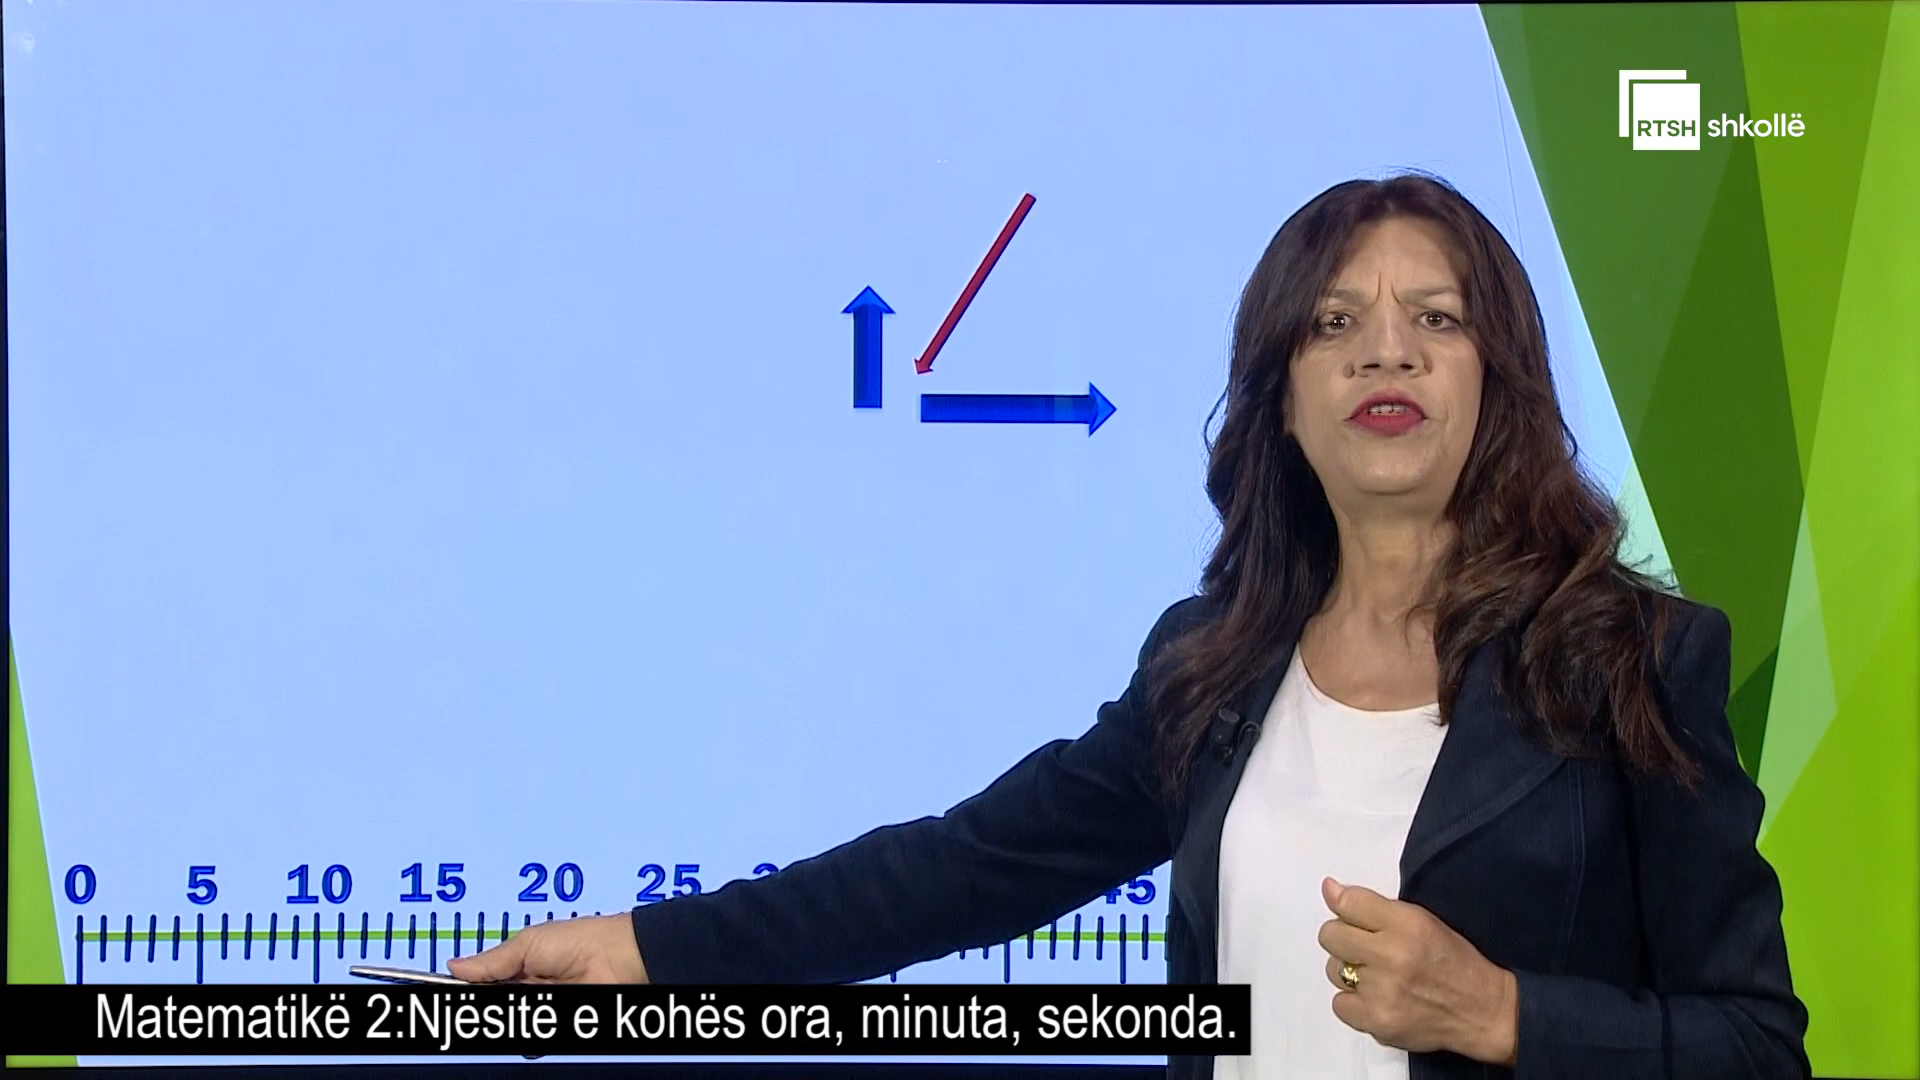 RTSH shkollë
0 5 10 15 20 25 45
Matematikë 2:Njësitë e kohës ora, minuta, sekonda.